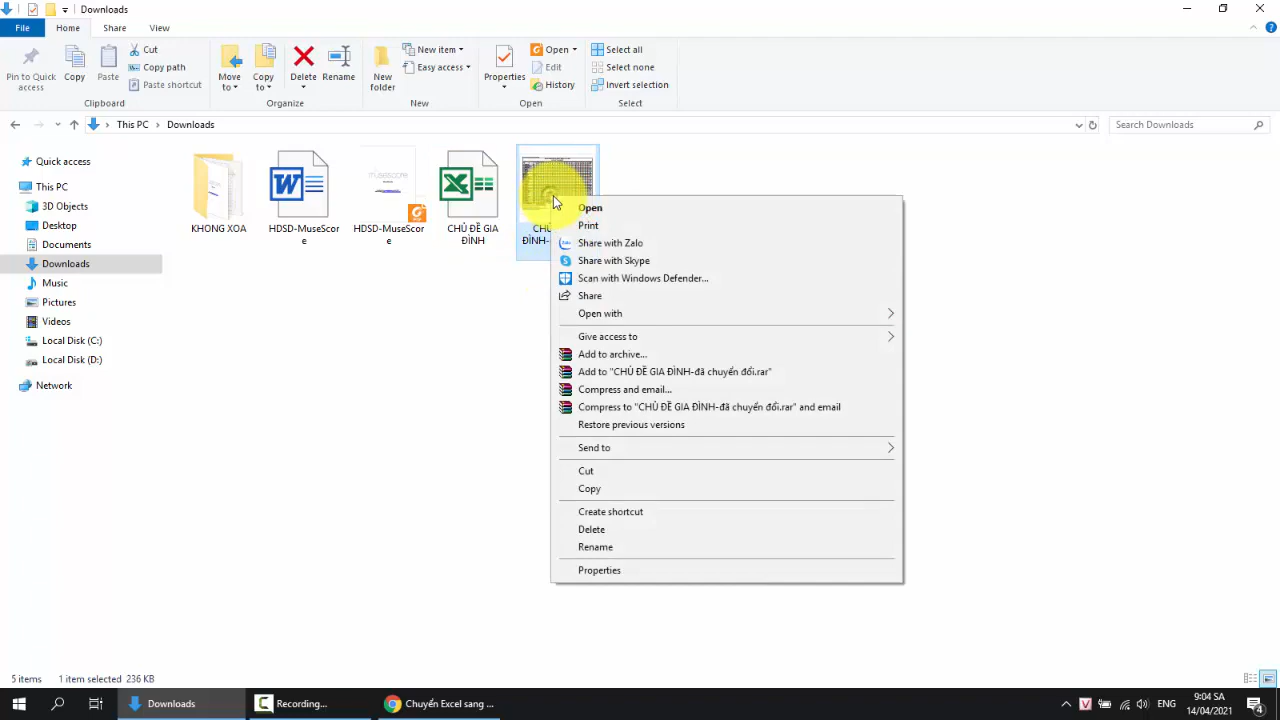 Downloads
File Home Share View
Pin to Quick access
Copy
Paste
Cut
Copy path
Paste shortcut
Clipboard
Move to
Copy to
Delete
Rename
Organize
New folder
New item
Easy access
New
Properties
Open
Edit
History
Open
Select all
Select none
Invert selection
Select
This PC Downloads
Search Downloads
Quick access
This PC
3D Objects
Desktop
Documents
Downloads
Music
Pictures
Videos
Local Disk (C:)
Local Disk (D:)
Network
KHONG XOA
HDSD-MuseScor
e
HDSD-MuseScor
e
CHỦ ĐỀ GIA
ĐÌNH
ĐÌNH-
Open
Print
Share with Zalo
Share with Skype
Scan with Windows Defender...
Share
Open with
Give access to
Add to archive...
Add to "CHỦ ĐỀ GIA ĐÌNH-đã chuyển đổi.rar"
Compress and email...
Compress to "CHỦ ĐỀ GIA ĐÌNH-đã chuyển đổi.rar" and email
Restore previous versions
Send to
Cut
Copy
Create shortcut
Delete
Rename
Properties
5 items 1 item selected 236 KB
Downloads
Recording...
Chuyển Excel sang ...
ENG
9:04 SA
14/04/2021
4